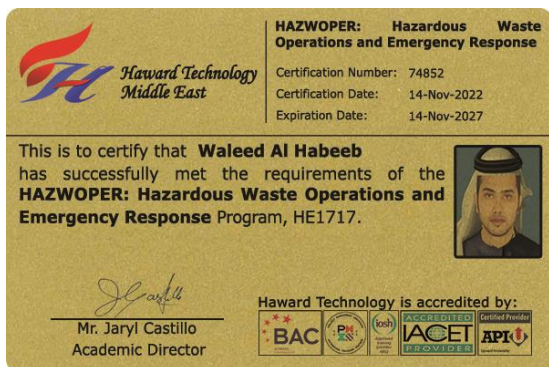 Haward Technology
Middle East
HAZWOPER: Hazardous Waste
Operations and Emergency Response
Certification Number: 74852
Certification Date: 14-Nov-2022
Expiration Date: 14-Nov-2027
This is to certify that Waleed Al Habeeb
has successfully met the requirements of the
HAZWOPER: Hazardous Waste Operations and
Emergency Response Program, HE1717.
Mr. Jaryl Castillo
Academic Director
Haward Technology is accredited by:
BAC
iosh
ACCREDITED
IACET
PROVIDER
Certified Provider
API